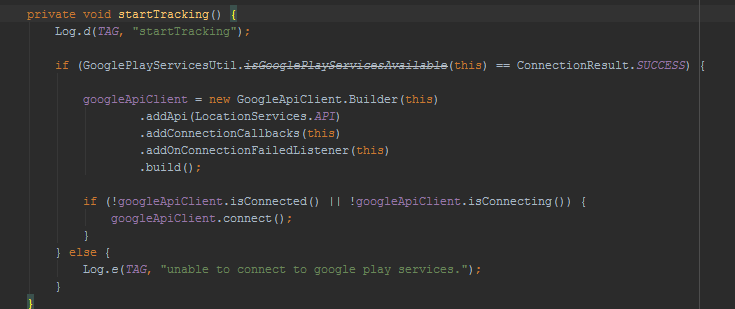 private void startTracking() {
Log.d(TAG, "startTracking");
if (GooglePlayServicesUtil.isGooglePlayServicesAvailable(this) == ConnectionResult.SUCCESS) {
googleApiClient = new GoogleApiClient.Builder(this)
.addApi(LocationServices.API)
.addConnectionCallbacks(this)
.addOnConnectionFailedListener(this)
.build();
if (!googleApiClient.isConnected() || !googleApiClient.isConnecting()) {
googleApiClient.connect();
}
} else {
Log.e(TAG, "unable to connect to google play services.");
}
}